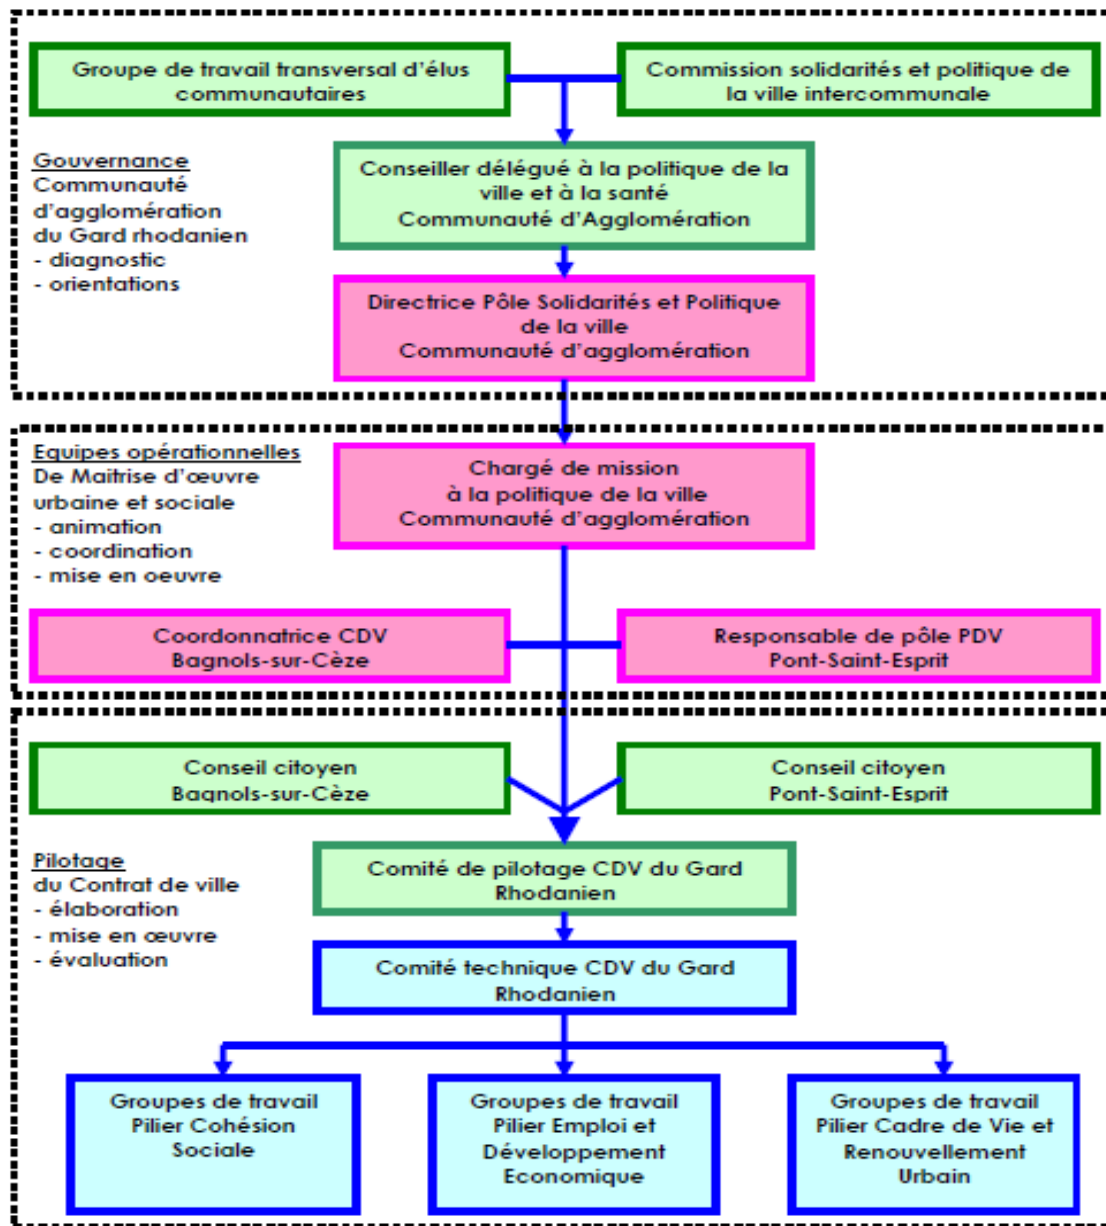 Groupe de travail transversal d'élus
communautaires
Commission solidarités et politique de
la ville intercommunale
Gouvernance
Communauté
d'agglomération
du Gard rhodanien
- diagnostic
- orientations
Conseiller délégué à la politique de la
ville et à la santé
Communauté d'Agglomération
Directrice Pôle Solidarités et Politique
de la ville
Communauté d'agglomération
Equipes opérationnelles
De Maitrise d'œuvre
urbaine et sociale
- animation
- coordination
- mise en oeuvre
Chargé de mission
à la politique de la ville
Communauté d'agglomération
Coordonnatrice CDV
Bagnols-sur-Cèze
Responsable de pôle PDV
Pont-Saint-Esprit
Conseil citoyen
Bagnols-sur-Cèze
Conseil citoyen
Pont-Saint-Esprit
Pilotage
du Contrat de ville
- élaboration
- mise en œuvre
- évaluation
Comité de pilotage CDV du Gard
Rhodanien
Comité technique CDV du Gard
Rhodanien
Groupes de travail
Pilier Cohésion
Sociale
Groupes de travail
Pilier Emploi et
Développement
Economique
Groupes de travail
Pilier Cadre de Vie et
Renouvellement
Urbain